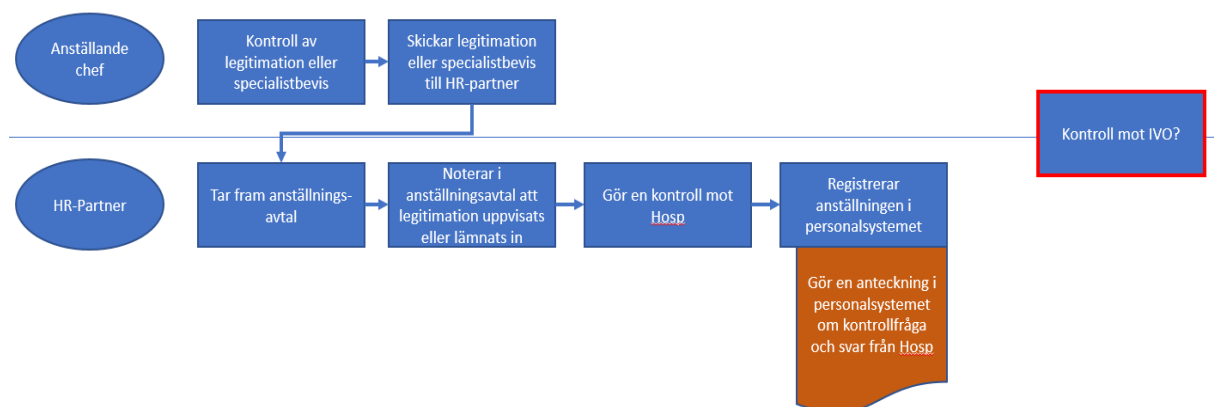 Anställande
chef
Kontroll av
legitimation eller
specialistbevis
Skickar legitimation
eller specialistbevis
till HR-partner
Kontroll mot IVO?
HR-Partner
Tar fram anställnings-
avtal
Noterar i
anställningsavtal att
legitimation uppvisats
eller lämnats in
Gör en kontroll mot
Hosp
Registrerar
anställningen i
personalsystemet
Gör en anteckning i
personalsystemet
om kontrollfråga
och svar från Hosp